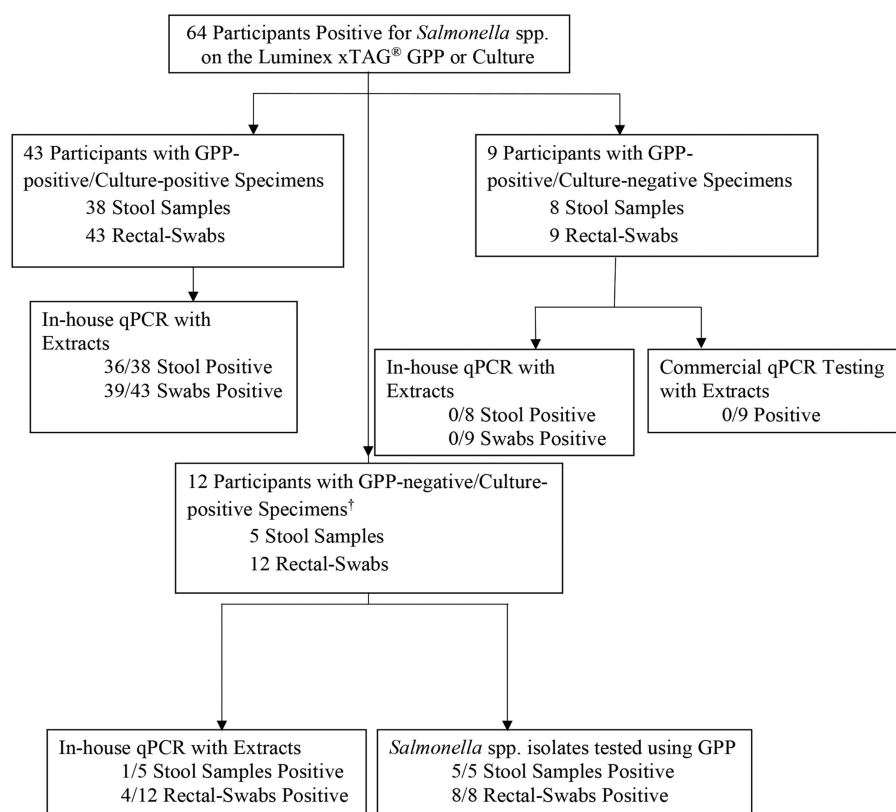 64 Participants Positive for Salmonella spp.
on the Luminex xTAG® GPP or Culture
43 Participants with GPP-
positive/Culture-positive Specimens
38 Stool Samples
43 Rectal-Swabs
9 Participants with GPP-
positive/Culture-negative Specimens
8 Stool Samples
9 Rectal-Swabs
In-house qPCR with
Extracts
36/38 Stool Positive
39/43 Swabs Positive
In-house qPCR with
Extracts
0/8 Stool Positive
0/9 Swabs Positive
Commercial qPCR Testing
with Extracts
0/9 Positive
12 Participants with GPP-negative/Culture-
positive Specimens†
5 Stool Samples
12 Rectal-Swabs
In-house qPCR with Extracts
1/5 Stool Samples Positive
4/12 Rectal-Swabs Positive
Salmonella spp. isolates tested using GPP
5/5 Stool Samples Positive
8/8 Rectal-Swabs Positive